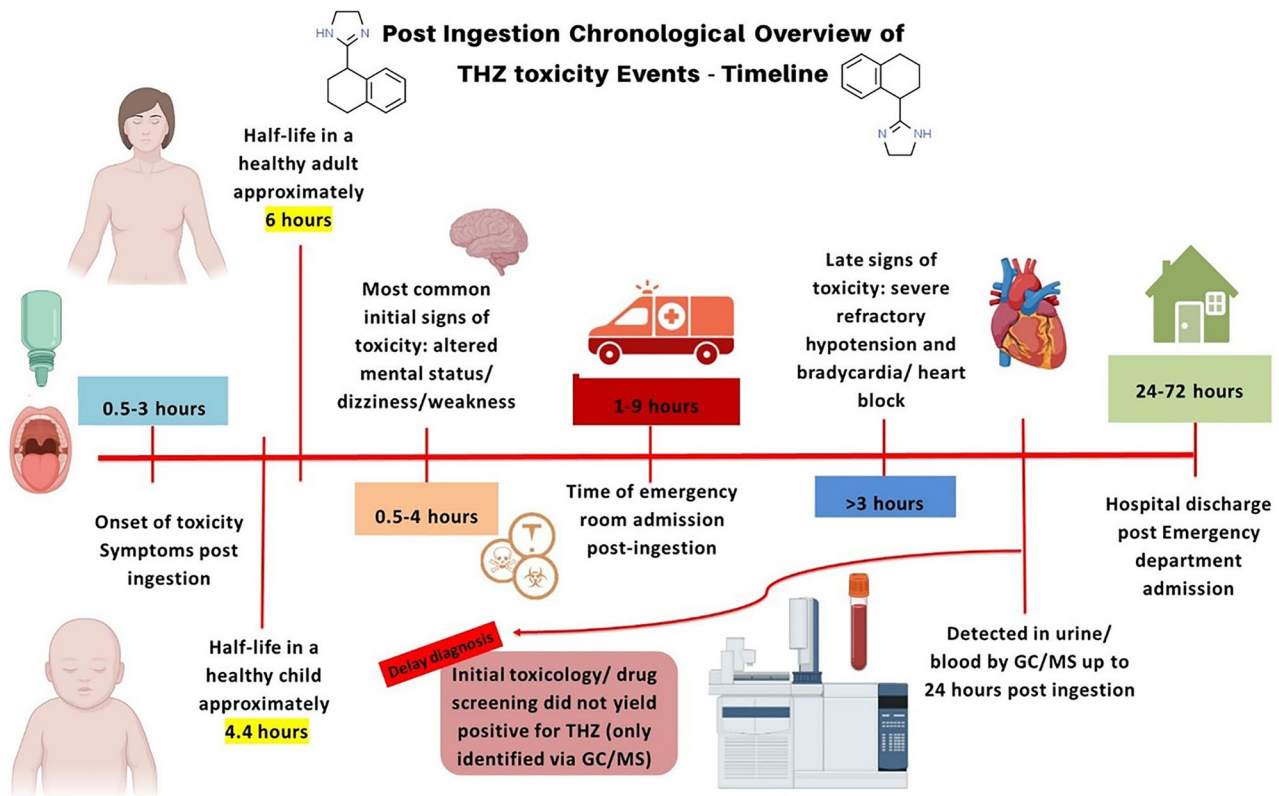 Post Ingestion Chronological Overview of
THZ toxicity Events - Timeline
HN
N
N
NH
Half-life in a
healthy adult
approximately
6 hours
Most common
initial signs of
toxicity: altered
mental status/
dizziness/weakness
Late signs of
toxicity: severe
refractory
hypotension and
bradycardia/ heart
block
0.5-3 hours
1-9 hours
24-72 hours
0.5-4 hours
>3 hours
Onset of toxicity
Symptoms post
ingestion
Time of emergency
room admission
post-ingestion
Hospital discharge
post Emergency
department
admission
Half-life in a
healthy child
approximately
4.4 hours
Delay diagnosis
Initial toxicology/ drug
screening did not yield
positive for THZ (only
identified via GC/MS)
Detected in urine/
blood by GC/MS up to
24 hours post ingestion